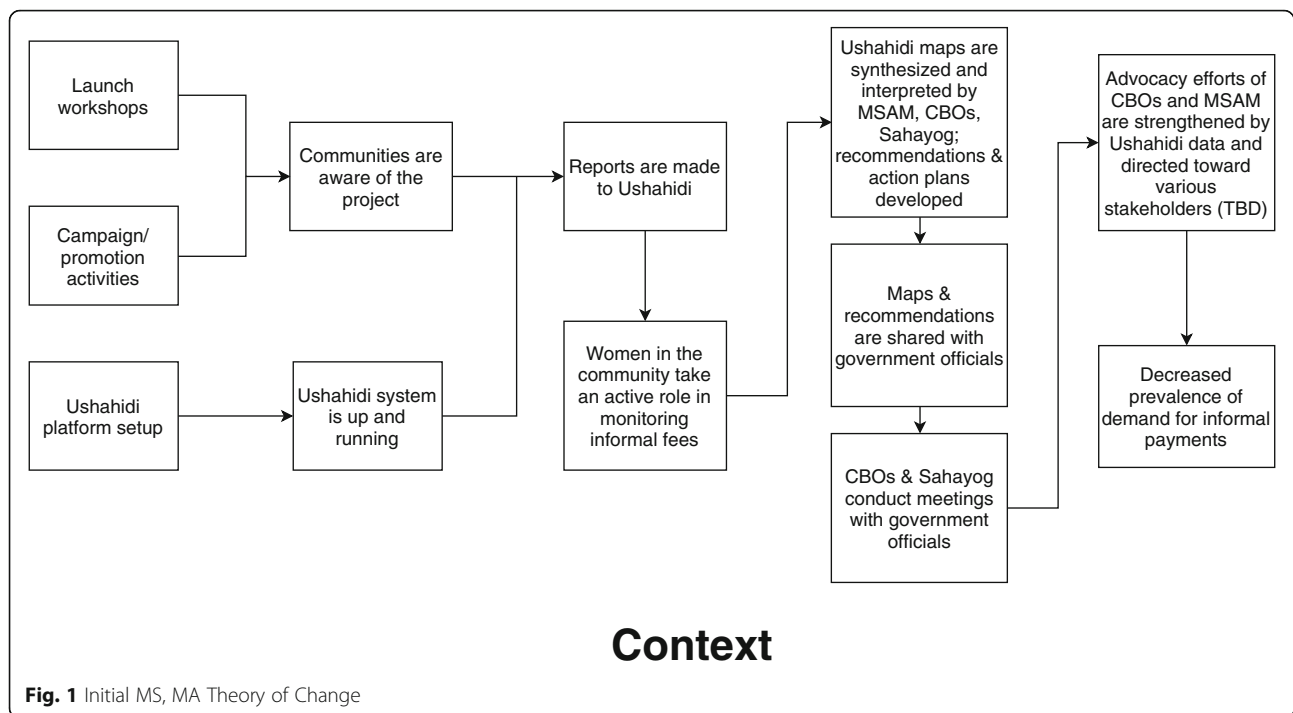 Launch
workshops
Campaign/
promotion
activities
Ushahidi
platform setup
Communities are
aware of the
project
Ushahidi system
is up and
running
Reports are made
to Ushahidi
Women in the
community take
an active role in
monitoring
informal fees
Ushahidi maps are
synthesized and
interpreted by
MSAM, CBOs,
Sahayog;
recommendations &
action plans
developed
Maps &
recommendations
are shared with
government officials
CBOs & Sahayog
conduct meetings
with government
officials
Advocacy efforts of
CBOs and MSAM
are strengthened by
Ushahidi data and
directed toward
various
stakeholders (TBD)
Decreased
prevalence of
demand for informal
payments
Context
Fig. 1 Initial MS, MA Theory of Change